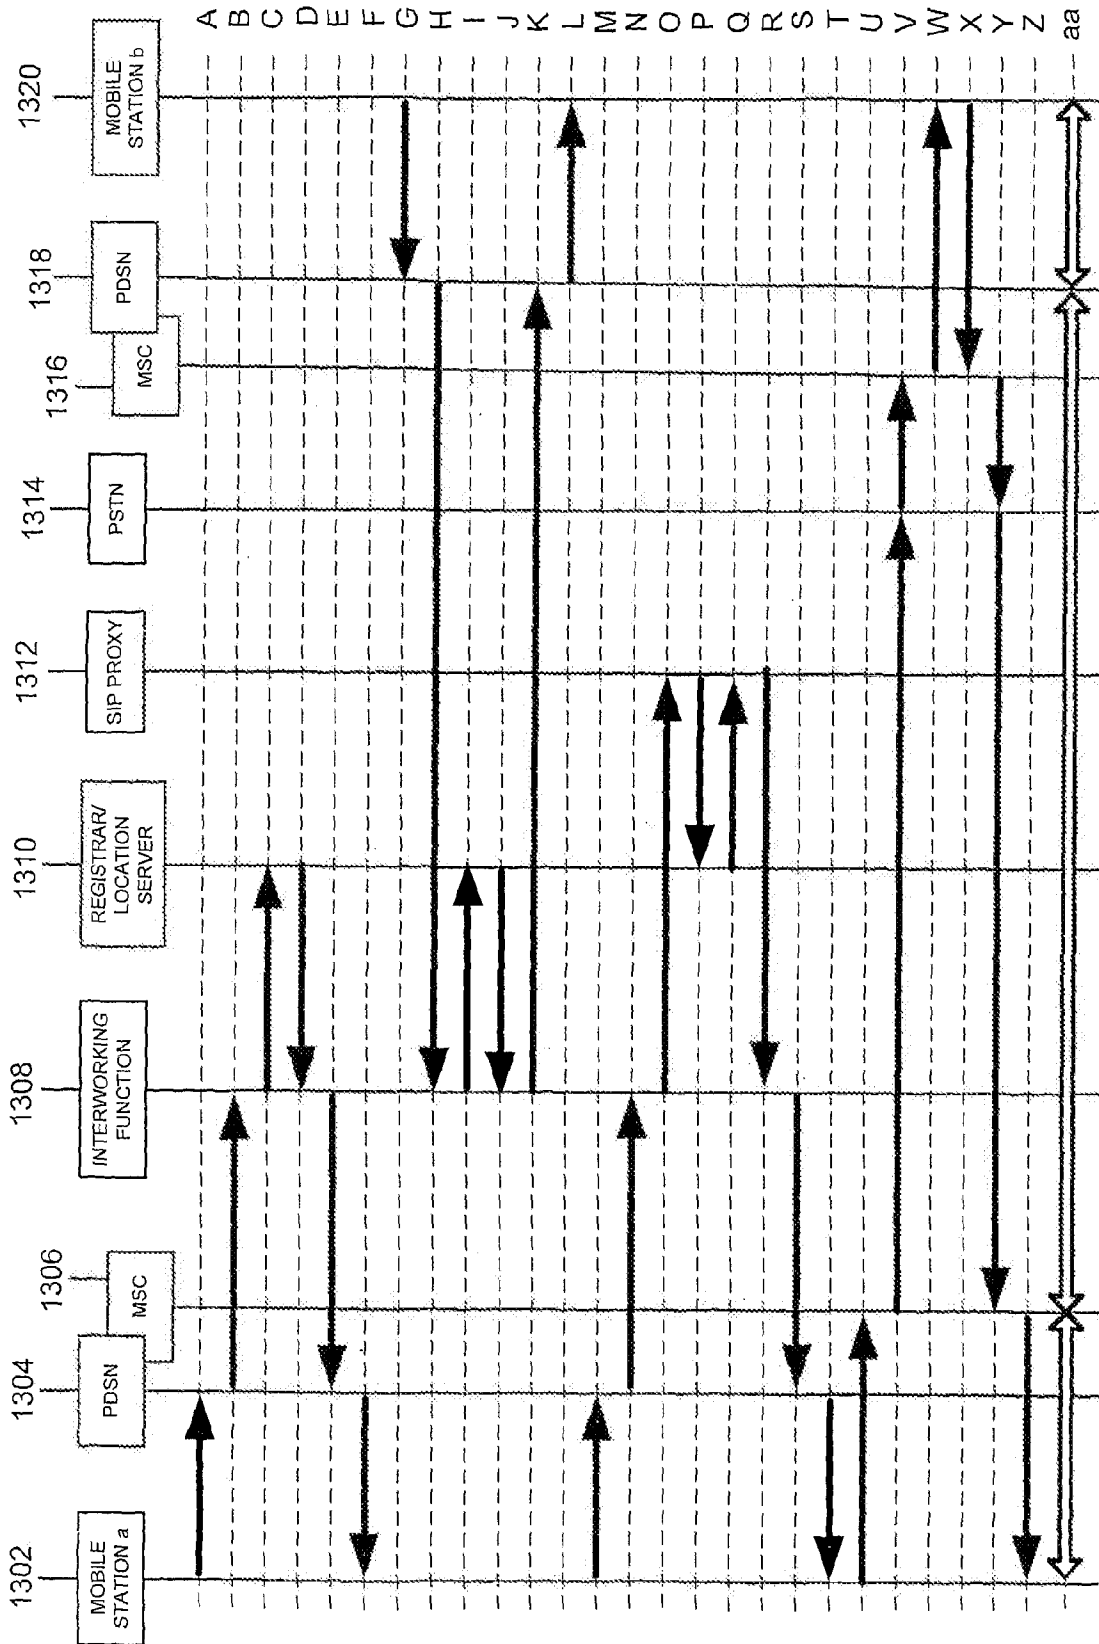 1302
MOBILE
STATION a
1304
PDSN
1306
MSC
1308
INTERWORKING
FUNCTION
1310
REGISTRAR/
LOCATION
SERVER
1312
SIP PROXY
1314
PSTN
1316
MSC
1318
PDSN
1320
MOBILE
STATION b
A
B
C
D
E
F
G
H
I
J
K
L
M
N
O
P
Q
R
S
T
U
V
W
X
Y
Z
aa